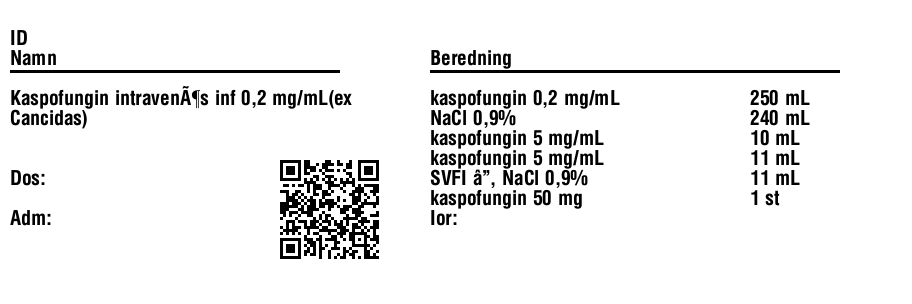 ID
Namn
Kaspofungin intravenÃ¶s inf 0,2 mg/mL(ex
Cancidas)
Dos:
Adm:
Beredning
kaspofungin 0,2 mg/mL 250 mL
NaCl 0,9% 240 mL
kaspofungin 5 mg/mL 10 mL
kaspofungin 5 mg/mL 11 mL
SVFI â”‚ NaCl 0,9% 11 mL
kaspofungin 50 mg 1 st
Ior: